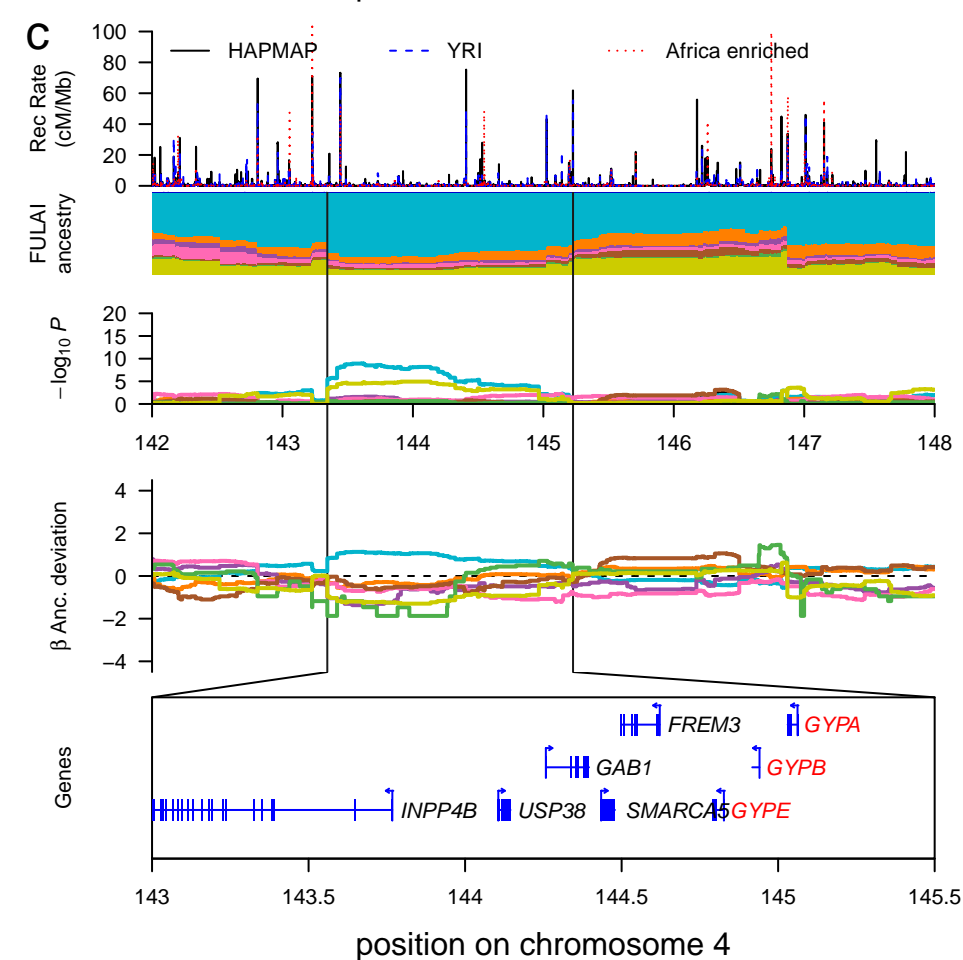 C
HAPMAP YRI Africa enriched
Rec Rate
(cM/Mb)
100
80
60
40
20
0
FULAI
ancestry
−log10 P
20
15
10
5
0
142 143 144 145 146 147 148
β Anc. deviation
4
2
0
−2
−4
Genes
FREM3 GYPA
GAB1 GYPB
INPP4B USP38 SMARCA5 GYPE
143 143.5 144 144.5 145 145.5
position on chromosome 4